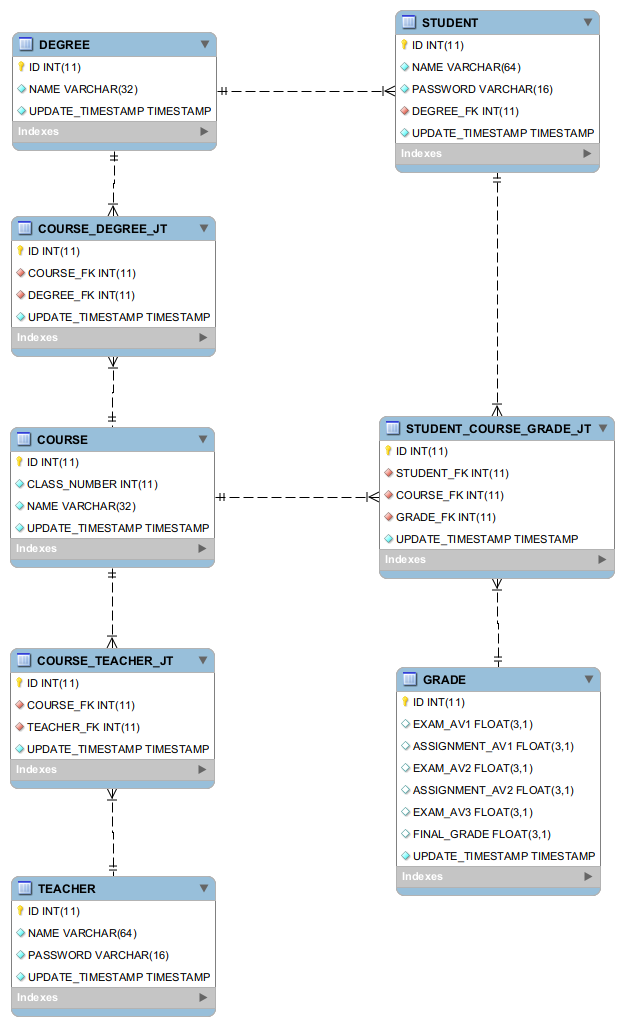 DEGREE
ID INT(11)
NAME VARCHAR(32)
UPDATE_TIMESTAMP TIMESTAMP
Indexes
STUDENT
ID INT(11)
NAME VARCHAR(64)
PASSWORD VARCHAR(16)
DEGREE_FK INT(11)
UPDATE_TIMESTAMP TIMESTAMP
Indexes
COURSE_DEGREE_JT
ID INT(11)
COURSE_FK INT(11)
DEGREE_FK INT(11)
UPDATE_TIMESTAMP TIMESTAMP
Indexes
COURSE
ID INT(11)
CLASS_NUMBER INT(11)
NAME VARCHAR(32)
UPDATE_TIMESTAMP TIMESTAMP
Indexes
STUDENT_COURSE_GRADE_JT
ID INT(11)
STUDENT_FK INT(11)
COURSE_FK INT(11)
GRADE_FK INT(11)
UPDATE_TIMESTAMP TIMESTAMP
Indexes
COURSE_TEACHER_JT
ID INT(11)
COURSE_FK INT(11)
TEACHER_FK INT(11)
UPDATE_TIMESTAMP TIMESTAMP
Indexes
GRADE
ID INT(11)
EXAM_AV1 FLOAT(3,1)
ASSIGNMENT_AV1 FLOAT(3,1)
EXAM_AV2 FLOAT(3,1)
ASSIGNMENT_AV2 FLOAT(3,1)
EXAM_AV3 FLOAT(3,1)
FINAL_GRADE FLOAT(3,1)
UPDATE_TIMESTAMP TIMESTAMP
Indexes
TEACHER
ID INT(11)
NAME VARCHAR(64)
PASSWORD VARCHAR(16)
UPDATE_TIMESTAMP TIMESTAMP
Indexes